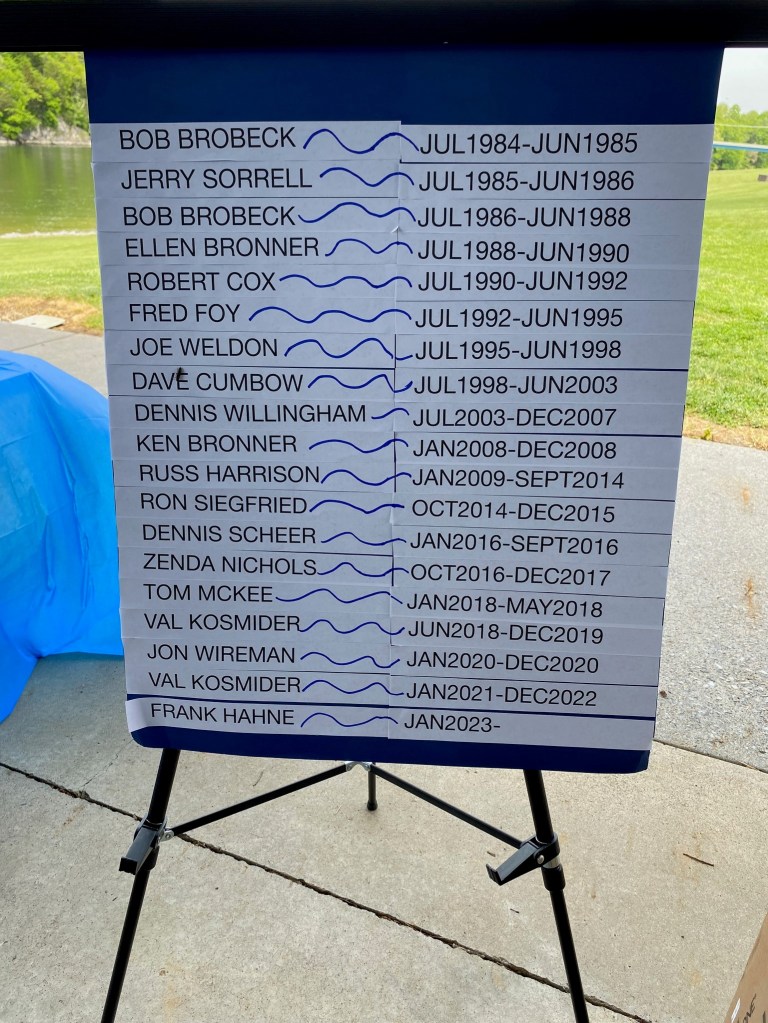 BOB BROBECK JUL1984-JUN1985
JERRY SORRELL JUL1985-JUN1986
BOB BROBECK JUL1986-JUN1988
ELLEN BRONNER JUL1988-JUN1990
ROBERT COX JUL1990-JUN1992
FRED FOY JUL1992-JUN1995
JOE WELDON JUL1995-JUN1998
DAVE CUMBOW JUL1998-JUN2003
DENNIS WILLINGHAM JUL2003-DEC2007
KEN BRONNER JAN2008-DEC2008
RUSS HARRISON JAN2009-SEPT2014
RON SIEGFRIED OCT2014-DEC2015
DENNIS SCHEER JAN2016-SEPT2016
ZENDA NICHOLS OCT2016-DEC2017
TOM MCKEE JAN2018-MAY2018
VAL KOSMIDER JUN2018-DEC2019
JON WIREMAN JAN2020-DEC2020
VAL KOSMIDER JAN2021-DEC2022
FRANK HAHNE JAN2023-